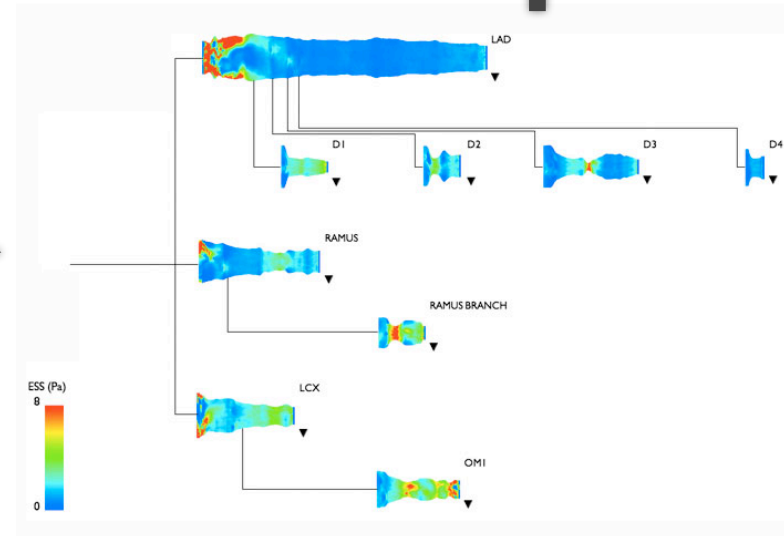 LAD
D1
D2
D3
D4
RAMUS
RAMUS BRANCH
LCX
ESS (Pa)
8
0
OM1